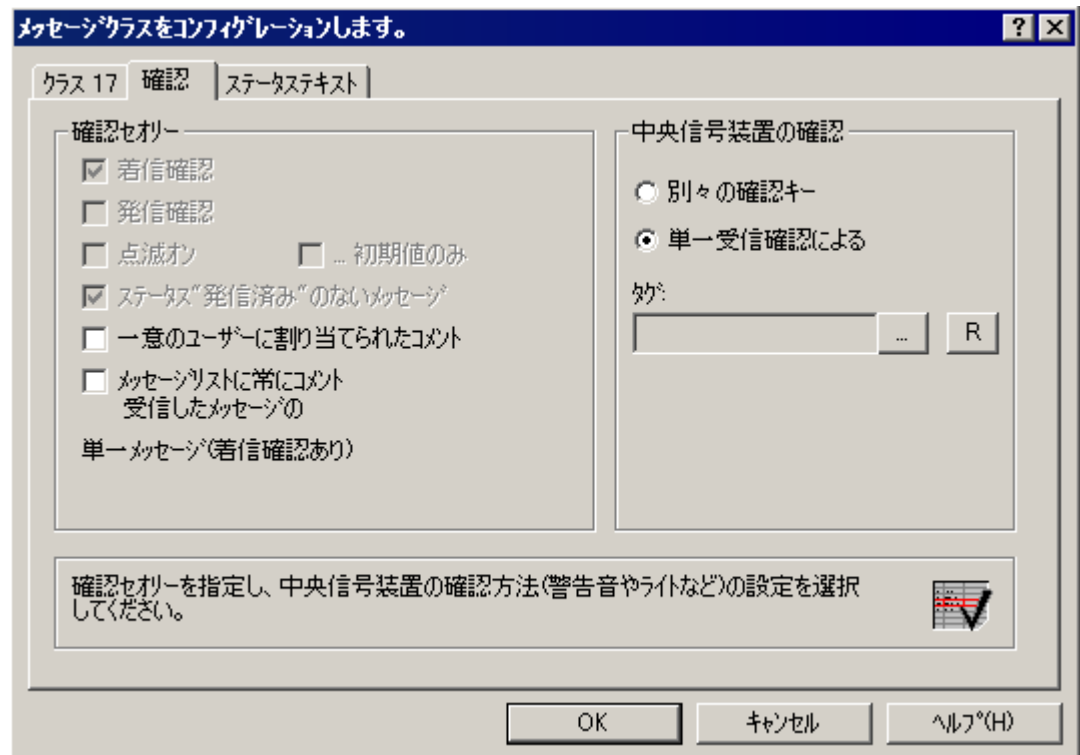 メッセージクラスをコンフィグレーションします。
クラス 17 確認 ステータステキスト
確認セオリー
着信確認
発信確認
点滅オン ... 初期値のみ
ステータス"発信済み"のないメッセージ
一意のユーザーに割り当てられたコメント
メッセージリストに常にコメント
受信したメッセージの
単一メッセージ(着信確認あり)
中央信号装置の確認
別々の確認キー
単一受信確認による
タグ:
... R
確認セオリーを指定し、中央信号装置の確認方法(警告音やライトなど)の設定を選択
してください。
OK キャンセル ヘルプ(H)